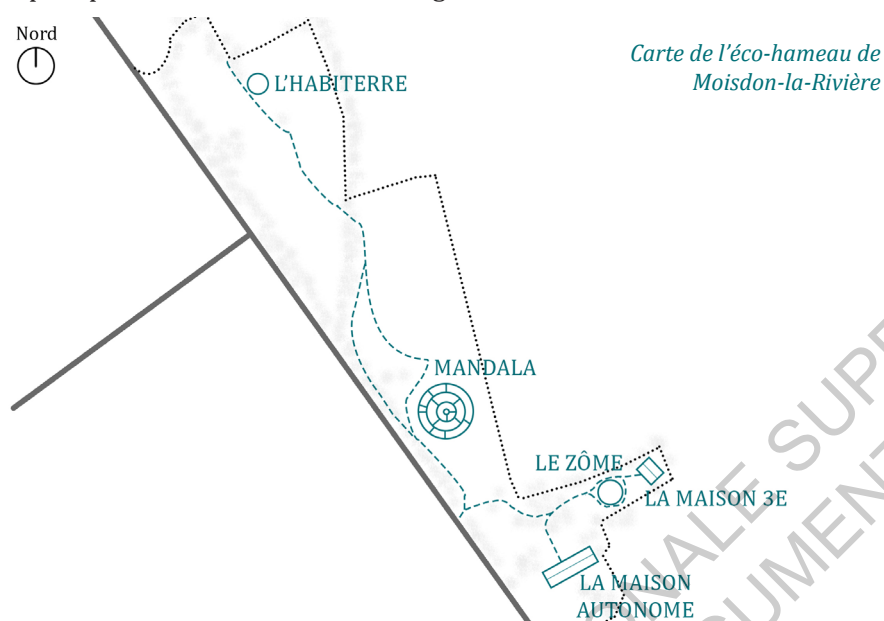 Nord
Carte de l'éco-hameau de
Moisdon-la-Rivière
L'HABITERRE
MANDALA
LE ZÔME
LA MAISON 3E
LA MAISON
AUTONOME